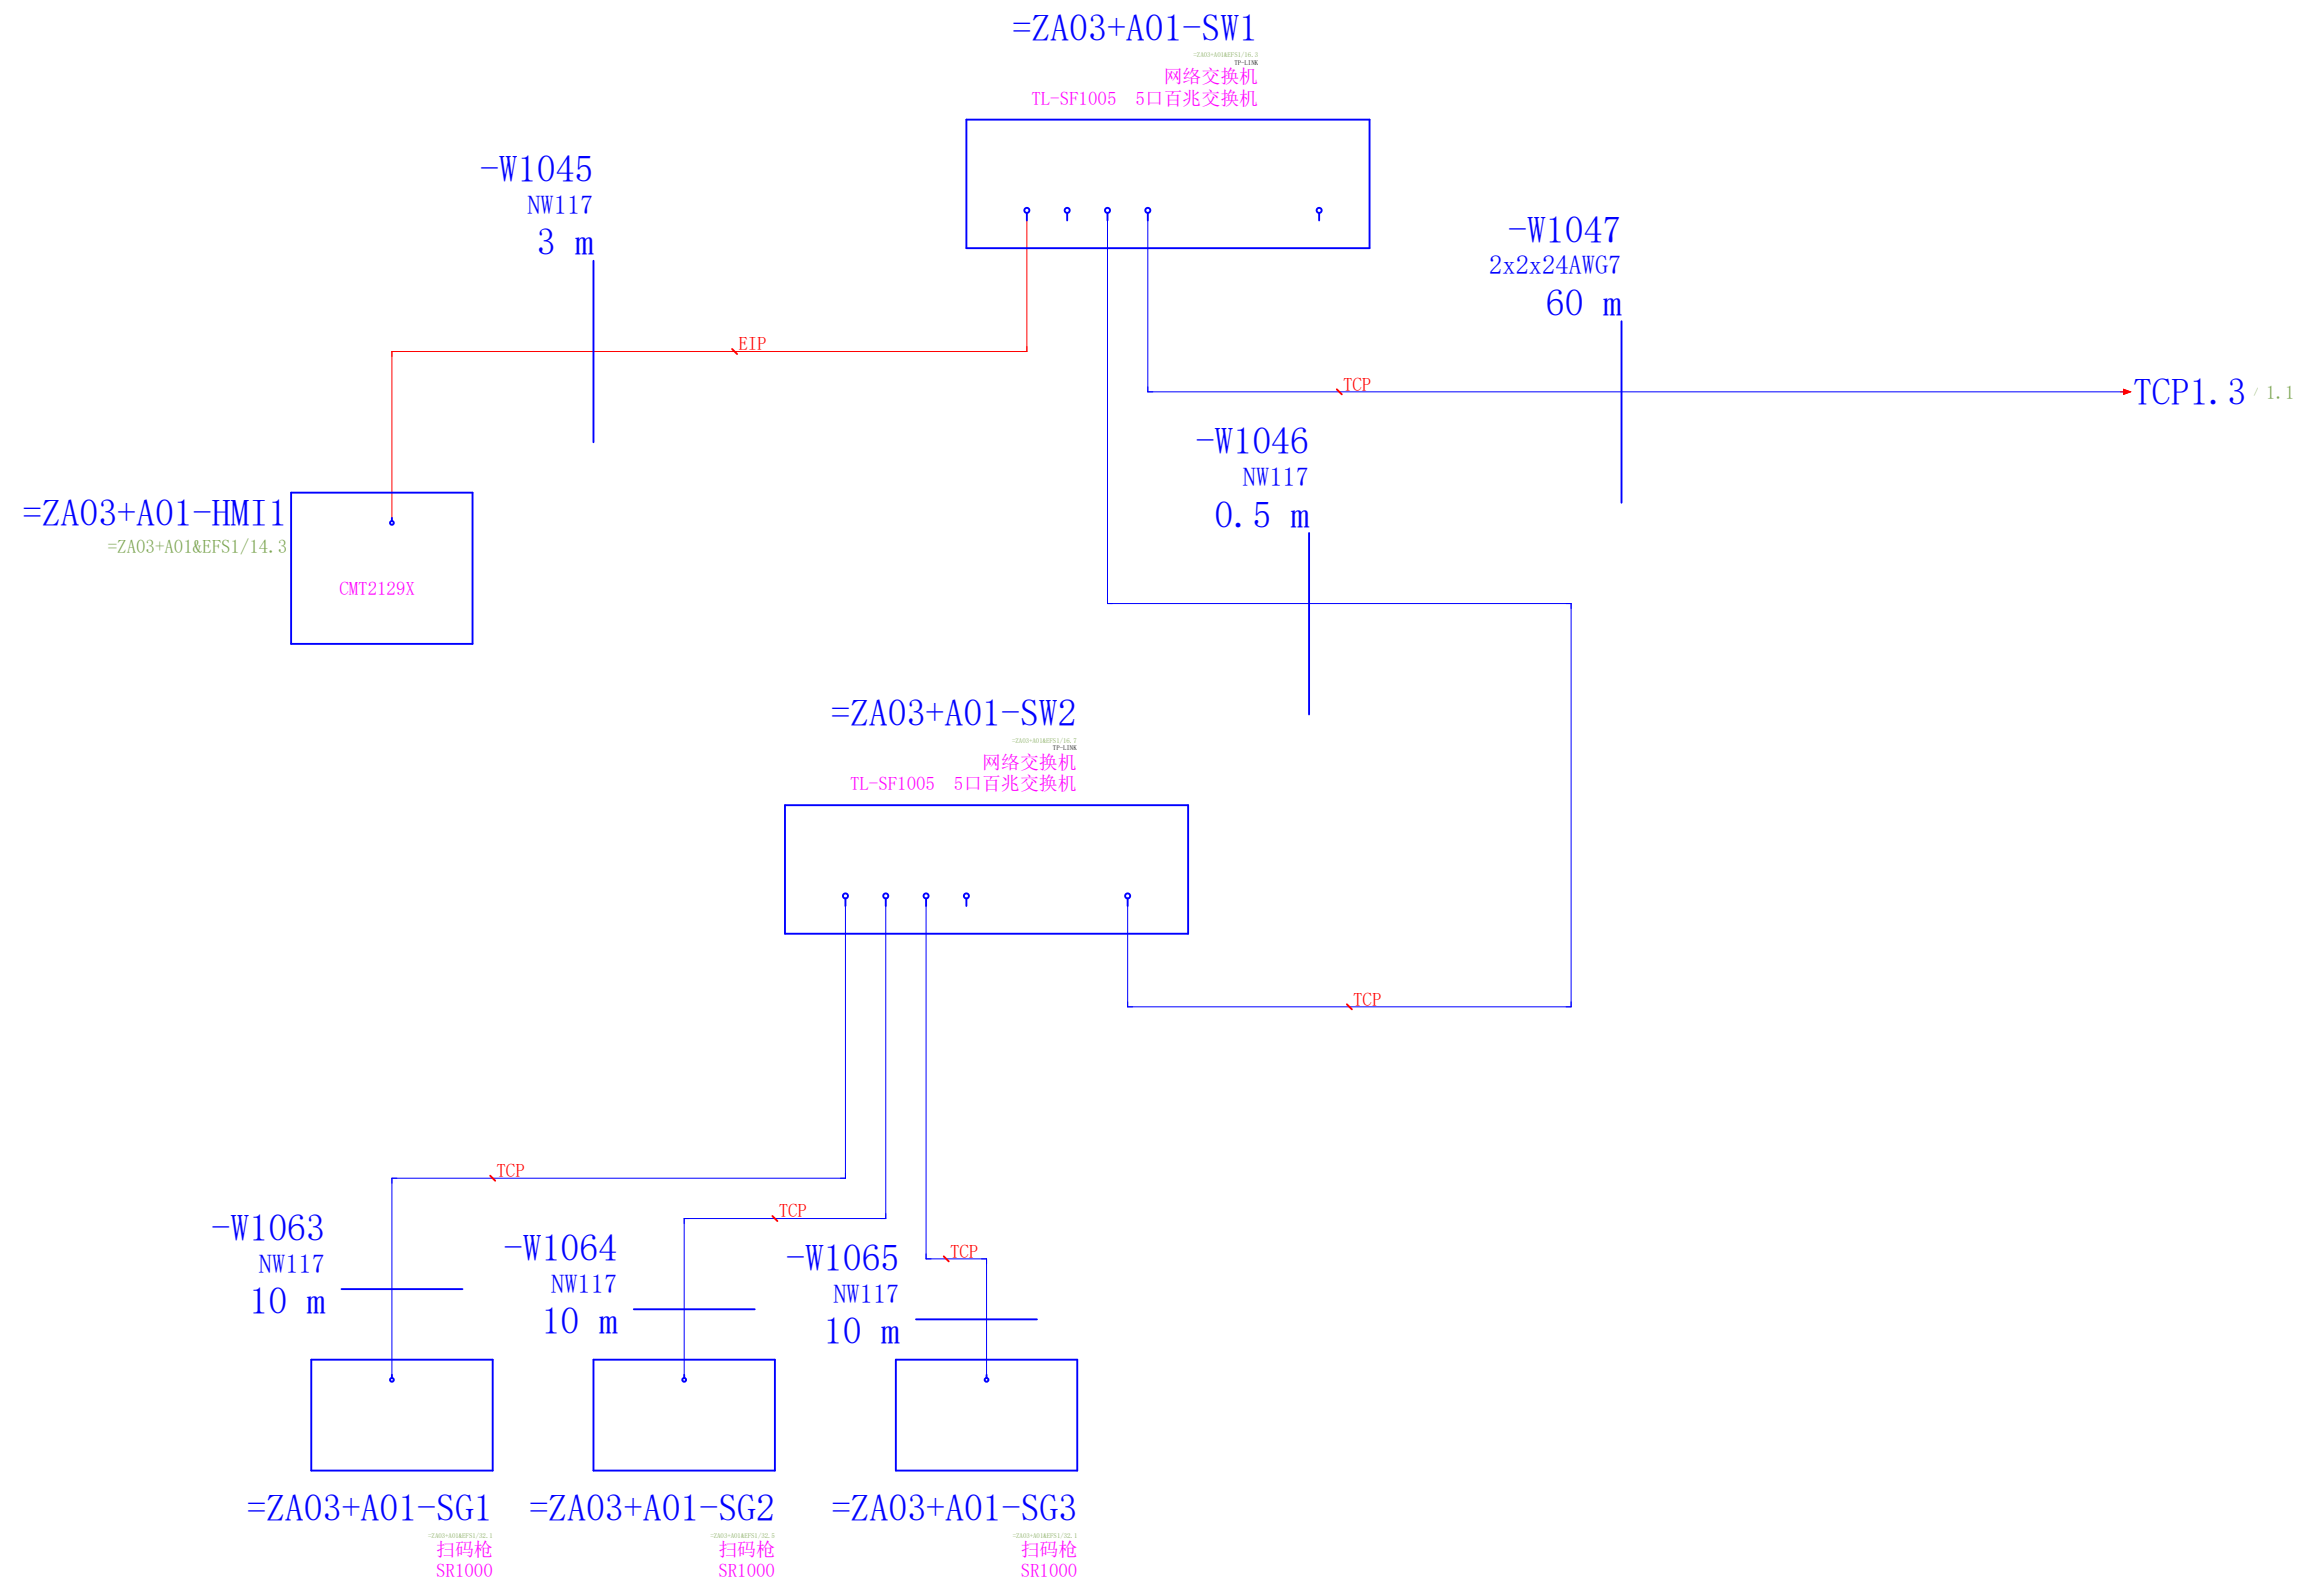 =ZA03+A01-SW1
TP-LINK
网络交换机
TL-SF1005  5口百兆交换机
-W1045
NW117
3 m
-W1047
2x2x24AWG7
60 m
EIP
TCP
TCP1.3 / 1.1
-W1046
NW117
0.5 m
=ZA03+A01-HMI1
=ZA03+A01&EFS1/14.3
CMT2129X
=ZA03+A01-SW2
TP-LINK
网络交换机
TL-SF1005  5口百兆交换机
TCP
TCP
TCP
TCP
-W1063
NW117
10 m
-W1064
NW117
10 m
-W1065
NW117
10 m
=ZA03+A01-SG1
扫码枪
SR1000
=ZA03+A01-SG2
扫码枪
SR1000
=ZA03+A01-SG3
扫码枪
SR1000